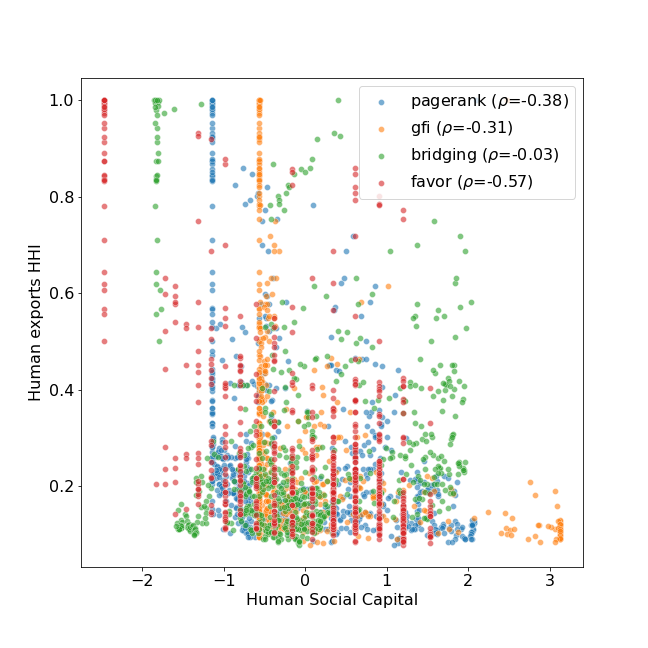 pagerank (ρ=-0.38)
gfi (ρ=-0.31)
bridging (ρ=-0.03)
favor (ρ=-0.57)
1.0
0.8
0.6
0.4
0.2
Human exports HHI
−2
−1
0
1
2
3
Human Social Capital